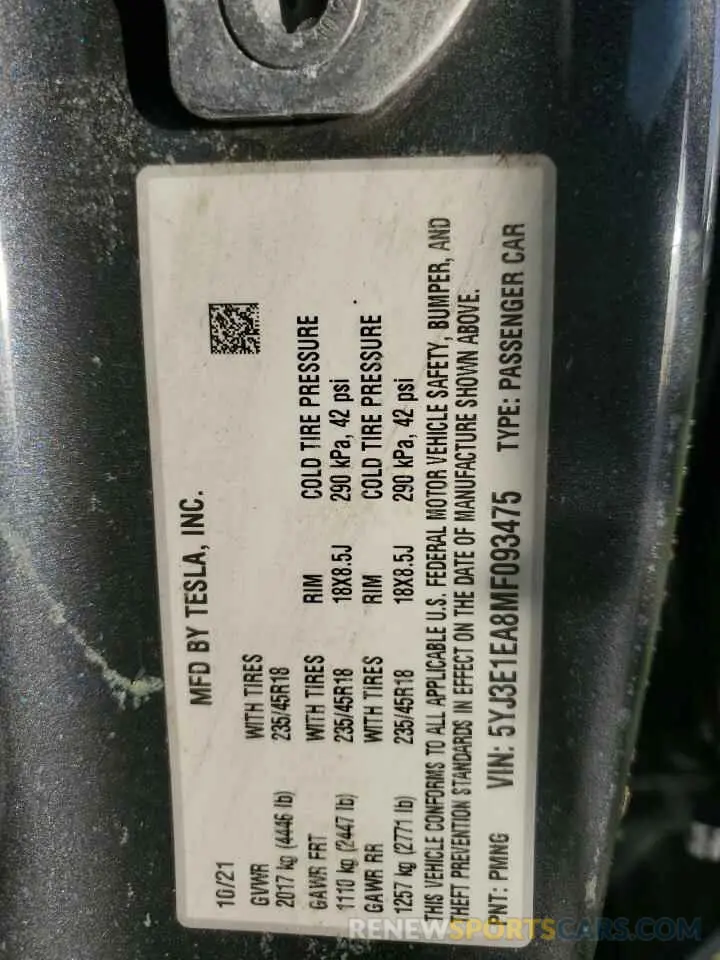 MFD BY TESLA, INC.
10/21
GVWR WITH TIRES
2017 kg (4446 lb) 235/45R18
GAWR FRT WITH TIRES RIM COLD TIRE PRESSURE
1110 kg (2447 lb) 235/45R18 18X8.5J 290 kPa, 42 psi
GAWR RR WITH TIRES RIM COLD TIRE PRESSURE
1257 kg (2771 lb) 235/45R18 18X8.5J 290 kPa, 42 psi
THIS VEHICLE CONFORMS TO ALL APPLICABLE U.S. FEDERAL MOTOR VEHICLE SAFETY, BUMPER, AND
THEFT PREVENTION STANDARDS IN EFFECT ON THE DATE OF MANUFACTURE SHOWN ABOVE.
PNT: PMNG VIN: 5YJ3E1EA8MF093475 TYPE: PASSENGER CAR
RENEWSPORTSCARS.COM